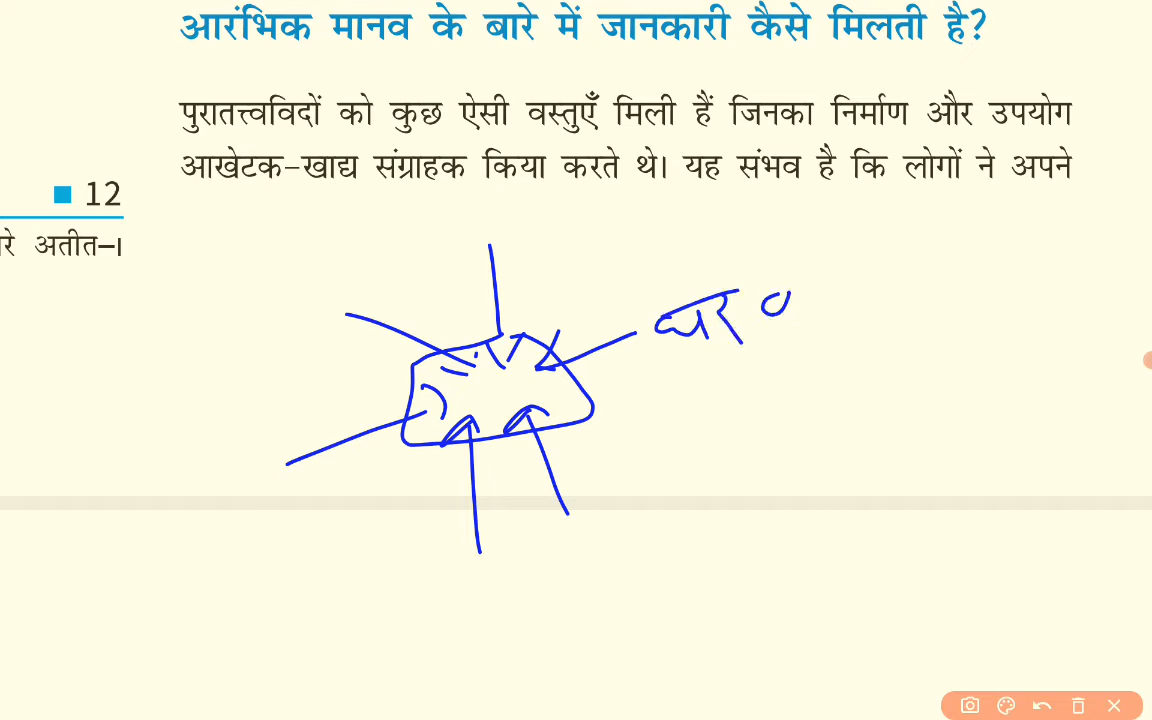 आरंभिक मानव के बारे में जानकारी कैसे मिलती है?
पुरातत्त्वविदों को कुछ ऐसी वस्तुएँ मिली हैं जिनका निर्माण और उपयोग
आखेटक-खाद्य संग्राहक किया करते थे। यह संभव है कि लोगों ने अपने
■ 12
रे अतीत–I